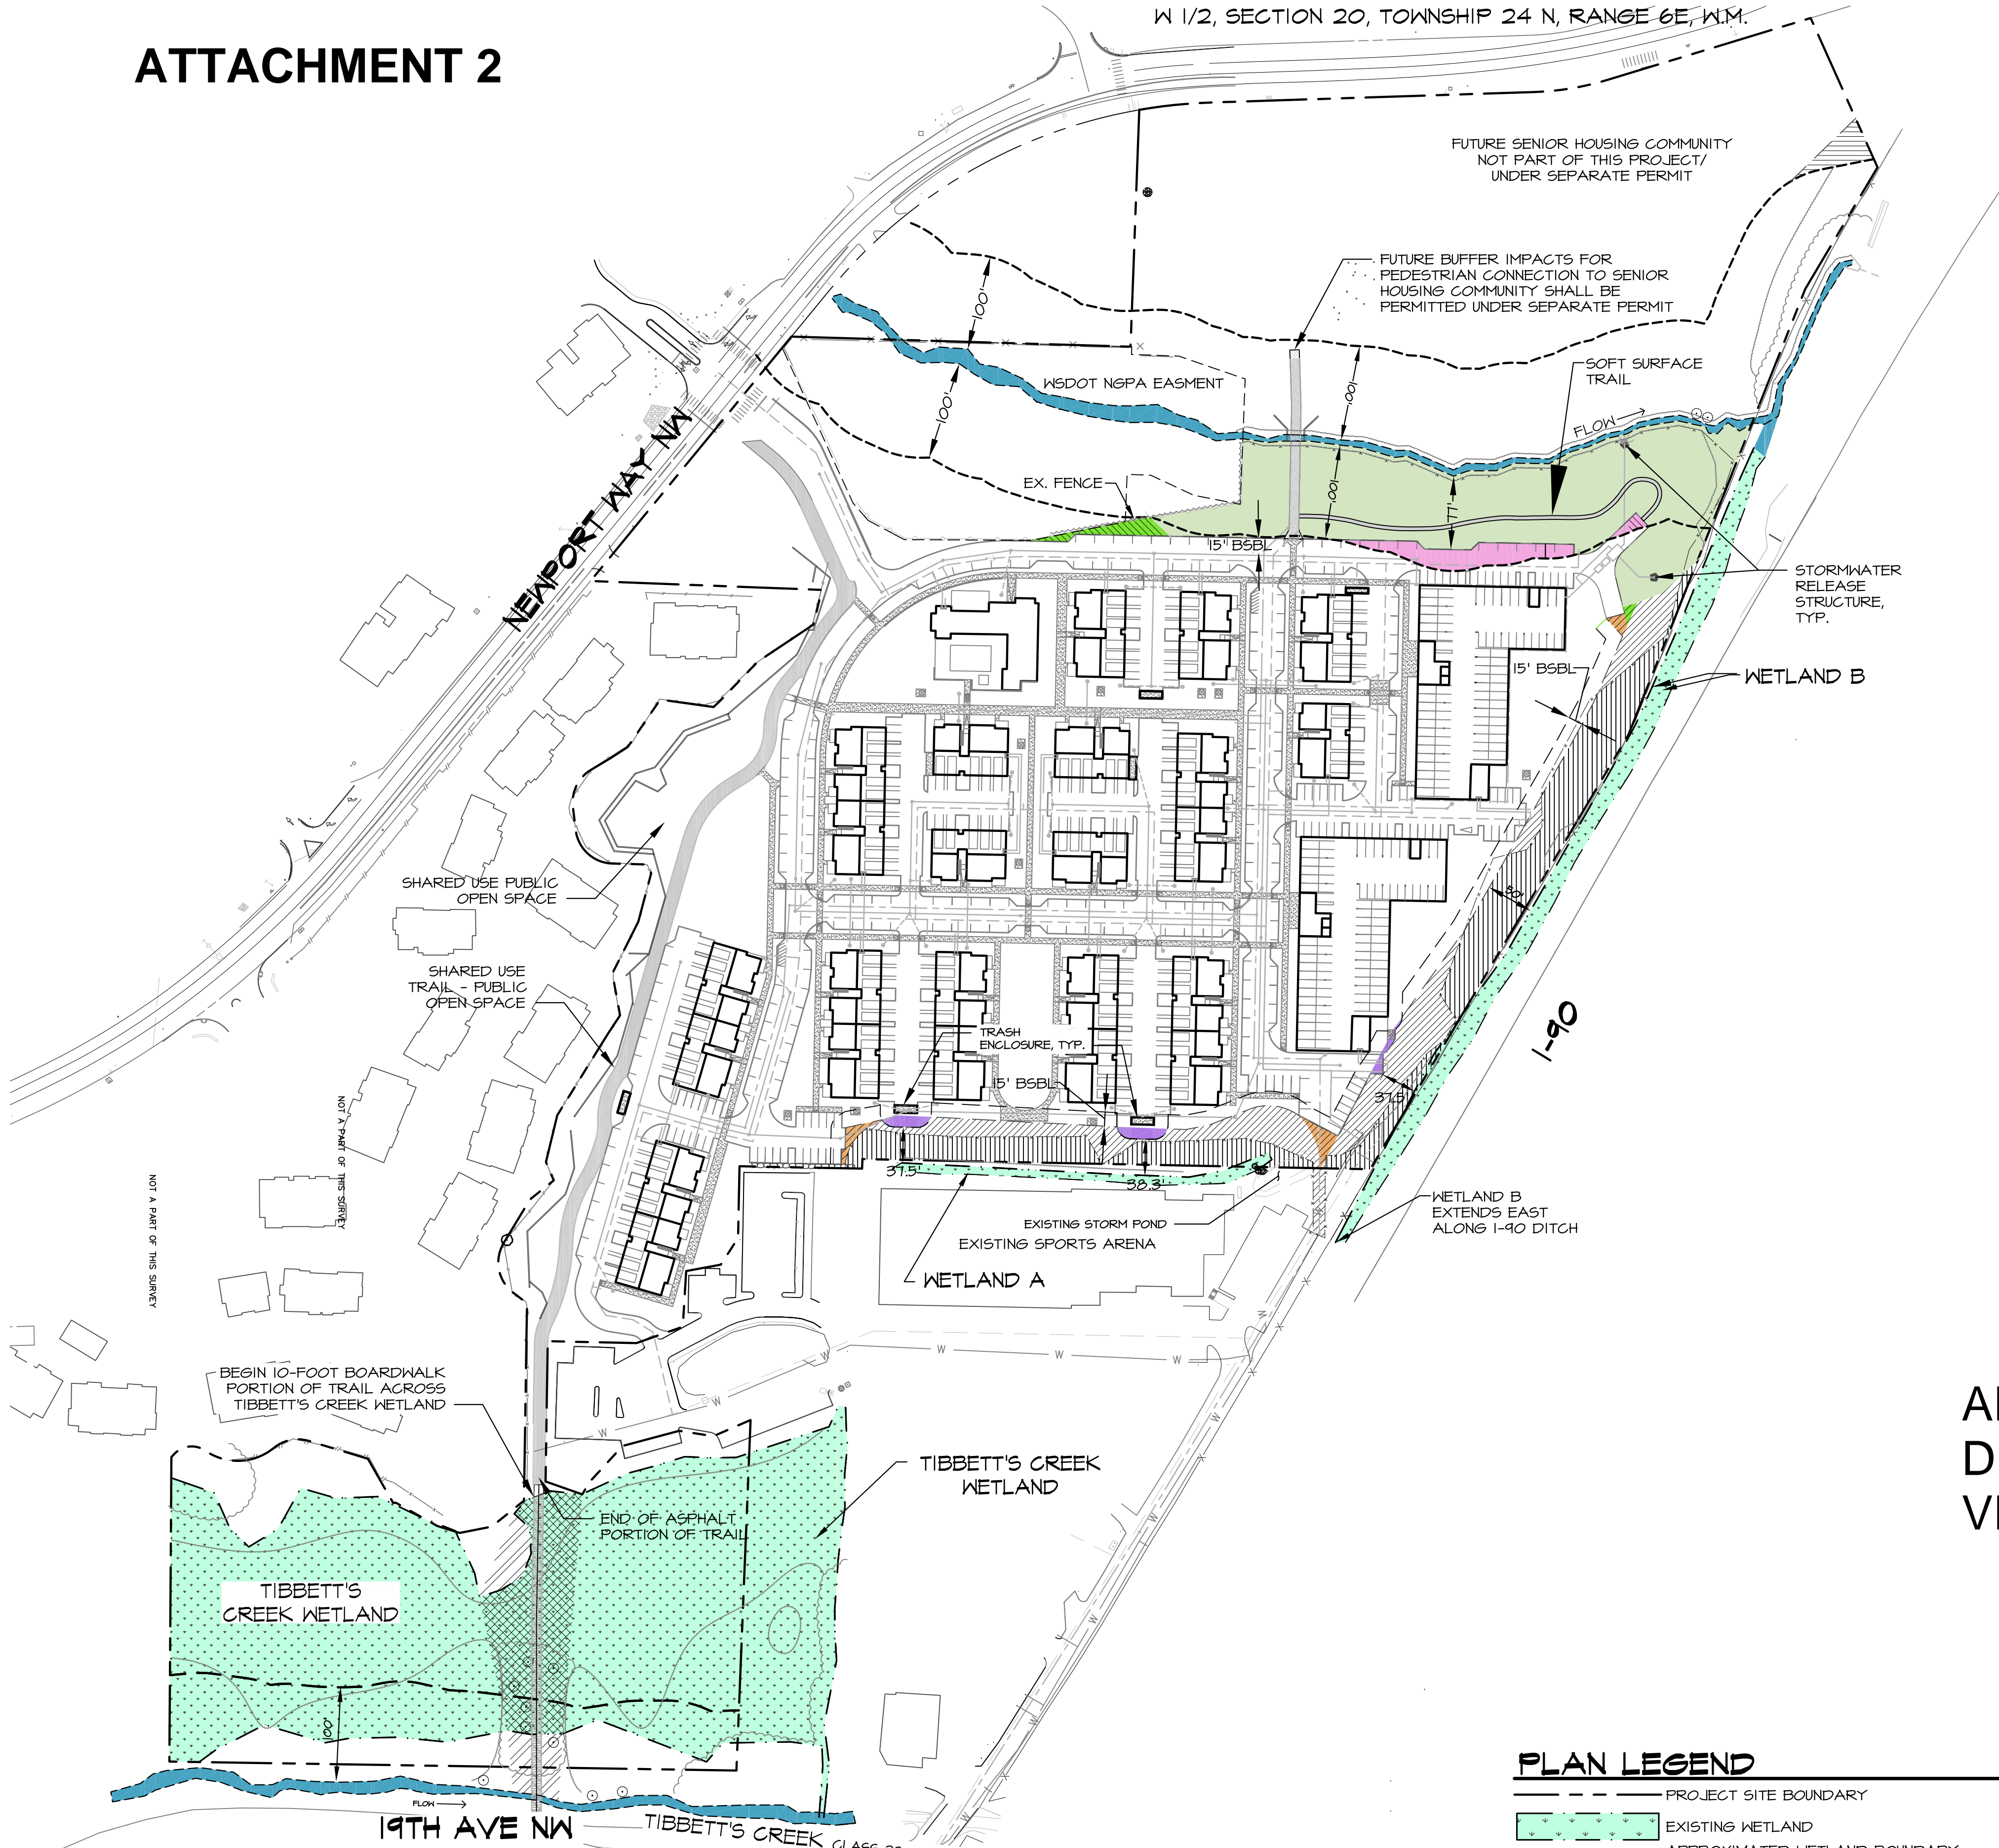 W 1/2, SECTION 20, TOWNSHIP 24 N, RANGE 6E, W.M.
ATTACHMENT 2
FUTURE SENIOR HOUSING COMMUNITY
NOT PART OF THIS PROJECT/
UNDER SEPARATE PERMIT
FUTURE BUFFER IMPACTS FOR
PEDESTRIAN CONNECTION TO SENIOR
HOUSING COMMUNITY SHALL BE
PERMITTED UNDER SEPARATE PERMIT
100'
100'
WSDOT NGPA EASMENT
100'
SOFT SURFACE
TRAIL
FLOW
NEWPORT WAY NW
EX. FENCE
100'
77'
15' BSBL
STORMWATER
RELEASE
STRUCTURE,
TYP.
15' BSBL
WETLAND B
SHARED USE PUBLIC
OPEN SPACE
50'
SHARED USE
TRAIL - PUBLIC
OPEN SPACE
TRASH
ENCLOSURE, TYP.
I-90
15' BSBL
37.5'
NOT A PART OF THIS SURVEY
NOT A PART OF THIS SURVEY
37.5'
38.3'
WETLAND B
EXTENDS EAST
ALONG I-90 DITCH
EXISTING STORM POND
EXISTING SPORTS ARENA
WETLAND A
W
W
W
W
W
BEGIN 10-FOOT BOARDWALK
PORTION OF TRAIL ACROSS
TIBBETT'S CREEK WETLAND
TIBBETT'S CREEK
WETLAND
END OF ASPHALT
PORTION OF TRAIL
TIBBETT'S
CREEK WETLAND
100'
FLOW
19TH AVE NW
TIBBETT'S CREEK
PLAN LEGEND
PROJECT SITE BOUNDARY
EXISTING WETLAND
APPROXIMATED WETLAND BOUNDARY